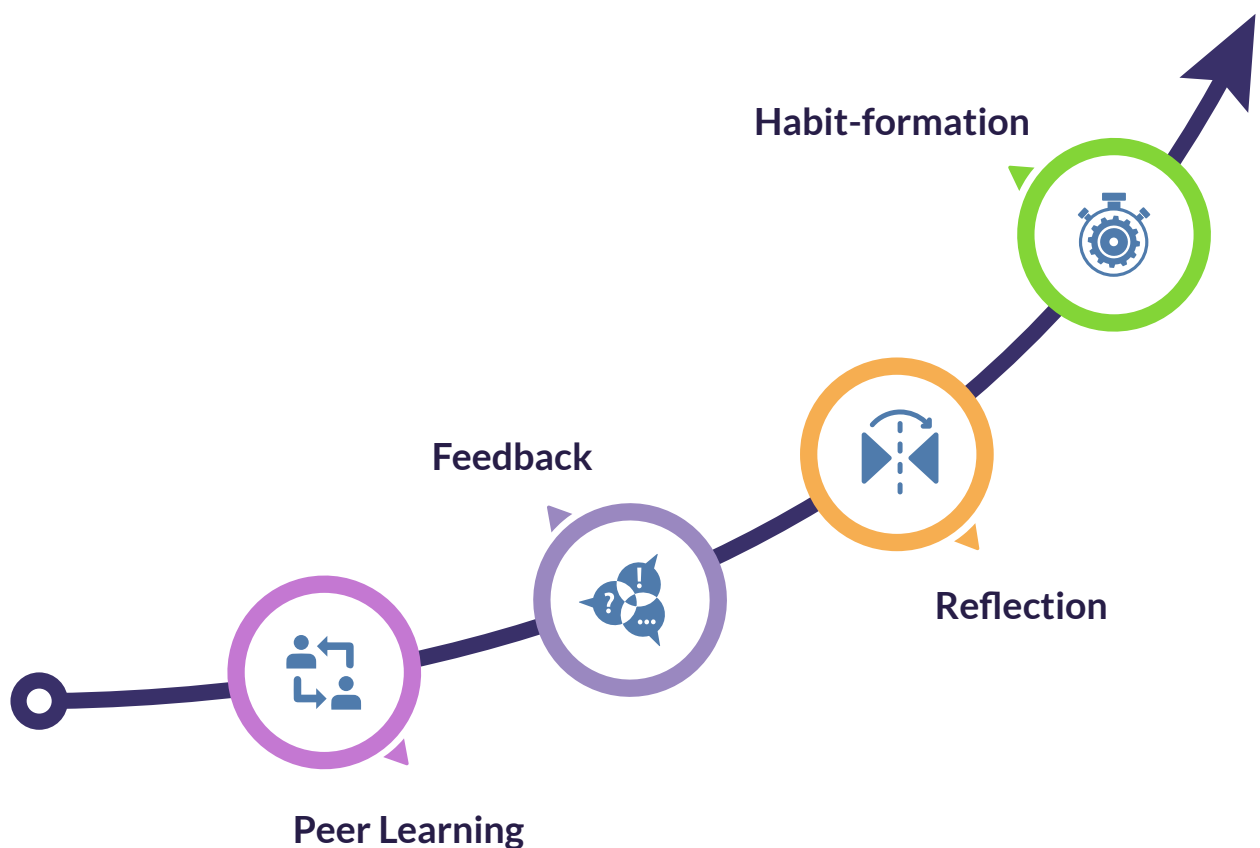 Habit-formation
Feedback
?
!
...
Reflection
Peer Learning